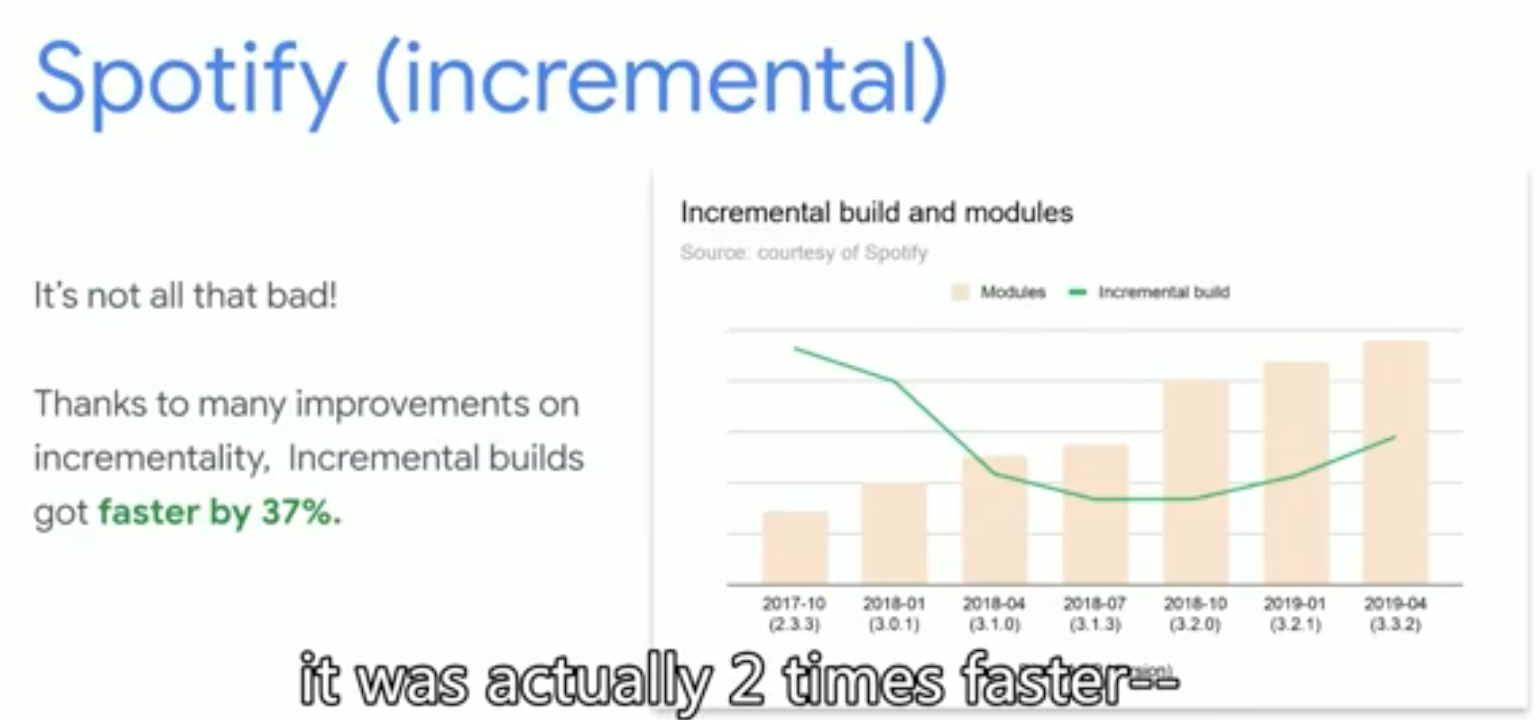 Spotify (incremental)
It's not all that bad!
Thanks to many improvements on
incrementality, Incremental builds
got faster by 37%.
Incremental build and modules
Source: courtesy of Spotify
Modules
Incremental build
2017-10 2018-01 2018-04 2018-07 2018-10 2019-01 2019-04
(2.3.3) (3.0.1) (3.1.0) (3.1.3) (3.2.0) (3.2.1) (3.3.2)
it was actually 2 times faster--